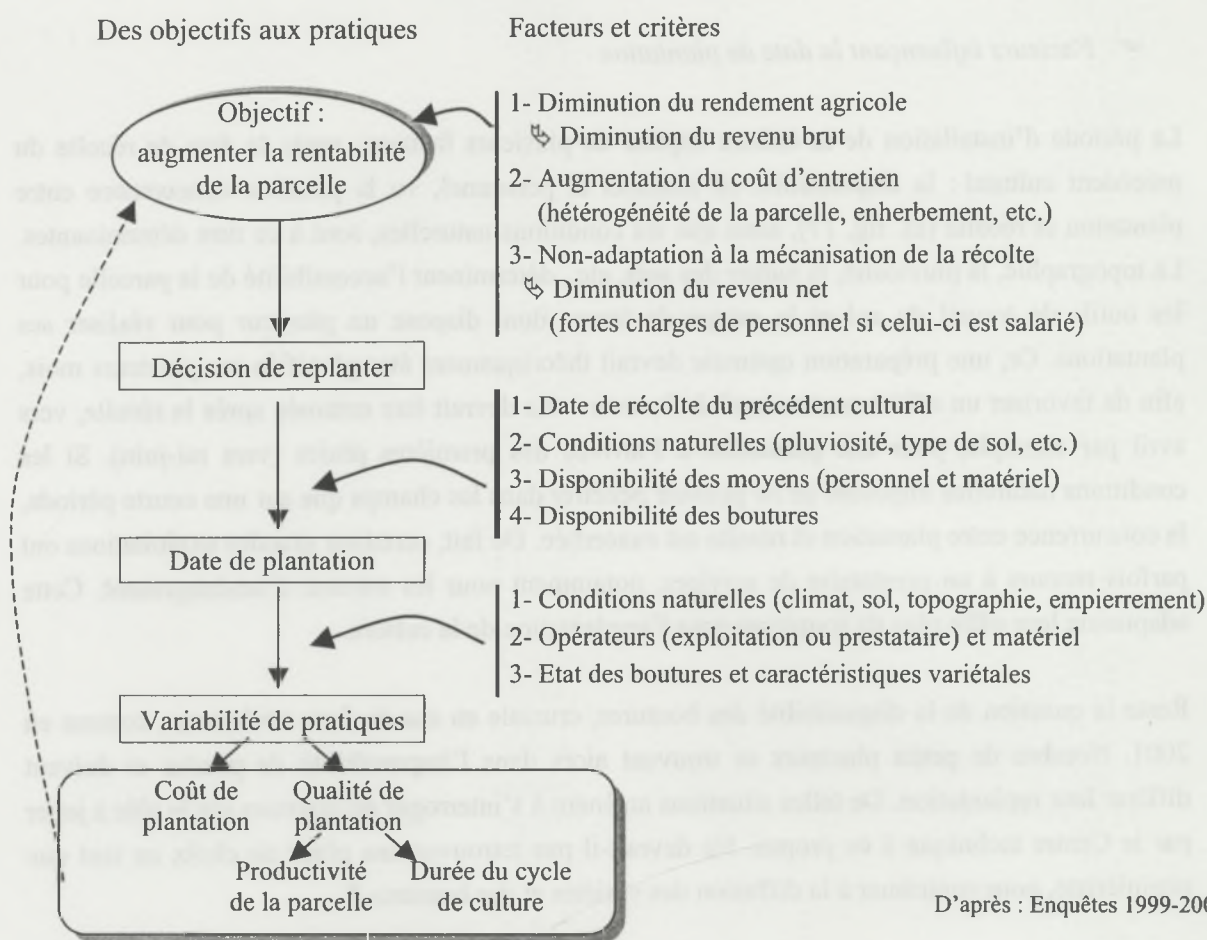 Des objectifs aux pratiques
Facteurs et critères
Objectif :
augmenter la rentabilité
de la parcelle
1- Diminution du rendement agricole
Diminution du revenu brut
2- Augmentation du coût d'entretien
(hétérogénéité de la parcelle, enherbement, etc.)
3- Non-adaptation à la mécanisation de la récolte
Diminution du revenu net
(fortes charges de personnel si celui-ci est salarié)
Décision de replanter
1- Date de récolte du précédent cultural
2- Conditions naturelles (pluviosité, type de sol, etc.)
3- Disponibilité des moyens (personnel et matériel)
4- Disponibilité des boutures
Date de plantation
1- Conditions naturelles (climat, sol, topographie, empierrement)
2- Opérateurs (exploitation ou prestataire) et matériel
3- Etat des boutures et caractéristiques variétales
Variabilité de pratiques
Coût de
plantation
Qualité de
plantation
Productivité
de la parcelle
Durée du cycle
de culture
D'après : Enquêtes